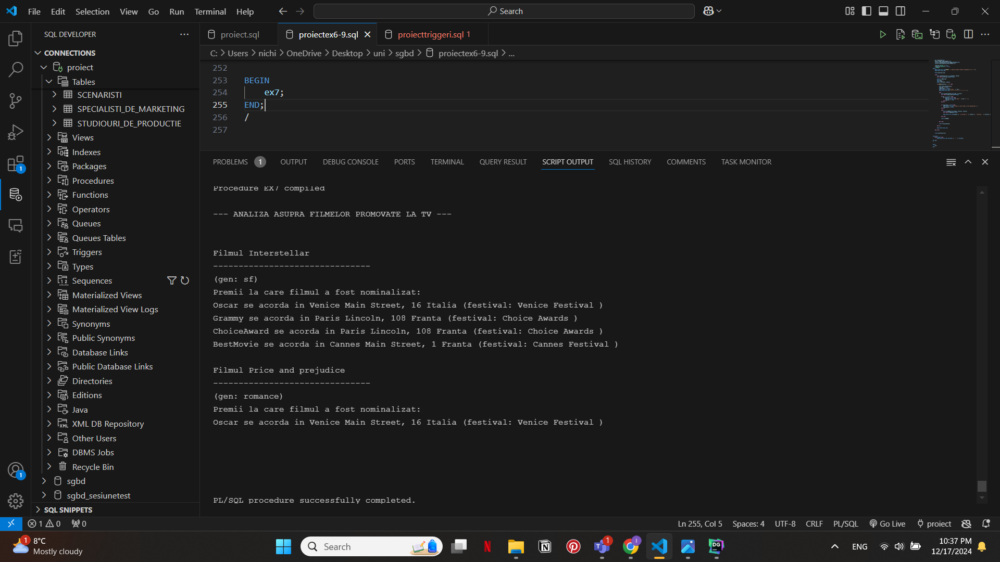 File Edit Selection View Go Run Terminal Help
Search
SQL DEVELOPER
proiect.sql
proiectex6-9.sql
proiecttriggeri.sql 1
CONNECTIONS
C: > Users > nichi > OneDrive > Desktop > uni > sgbd > proiectex6-9.sql > ...
proiect
Tables
SCENARISTI
SPECIALISTI_DE_MARKETING
STUDIOURI_DE_PRODUCTIE
Views
Indexes
Packages
Procedures
Functions
Operators
Queues
Queues Tables
Triggers
Types
Sequences
Materialized Views
Materialized View Logs
Synonyms
Public Synonyms
Database Links
Public Database Links
Directories
Editions
Java
XML DB Repository
Other Users
DBMS Jobs
Recycle Bin
sgbd
sgbd_sesiunetest
SQL SNIPPETS
252
253 BEGIN
254 ex7;
255 END;
256 /
257
PROBLEMS 1 OUTPUT DEBUG CONSOLE PORTS TERMINAL QUERY RESULT SCRIPT OUTPUT SQL HISTORY COMMENTS TASK MONITOR
Procedure EX7 compiled
--- ANALIZA ASUPRA FILMELOR PROMOVATE LA TV ---
Filmul Interstellar
-------------------------------
(gen: sf)
Premii la care filmul a fost nominalizat:
Oscar se acorda in Venice Main Street, 16 Italia (festival: Venice Festival )
Grammy se acorda in Paris Lincoln, 108 Franta (festival: Choice Awards )
ChoiceAward se acorda in Paris Lincoln, 108 Franta (festival: Choice Awards )
BestMovie se acorda in Cannes Main Street, 1 Franta (festival: Cannes Festival )
Filmul Price and prejudice
-------------------------------
(gen: romance)
Premii la care filmul a fost nominalizat:
Oscar se acorda in Venice Main Street, 16 Italia (festival: Venice Festival )
PL/SQL procedure successfully completed.
1 0 0
Ln 255, Col 5 Spaces: 4 UTF-8 CRLF PL/SQL Go Live proiect
1
8°C
Mostly cloudy
Search
1
ENG
10:37 PM
12/17/2024